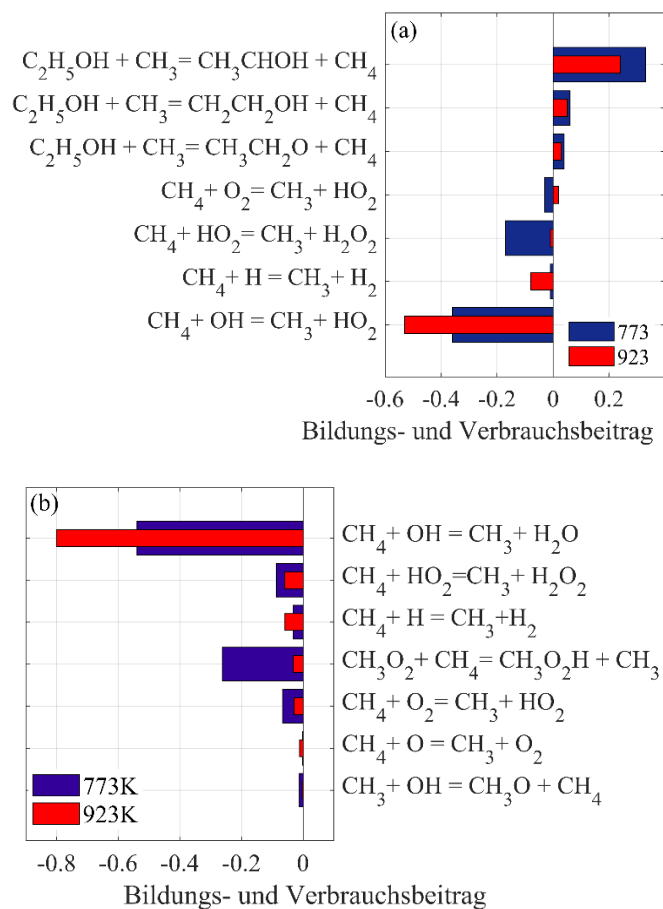 (a)
C₂H₅OH + CH₃= CH₃CHOH + CH₄
C₂H₅OH + CH₃= CH₂CH₂OH + CH₄
C₂H₅OH + CH₃= CH₃CH₂O + CH₄
CH₄+ O₂= CH₃+ HO₂
CH₄+ HO₂= CH₃+ H₂O₂
CH₄+ H = CH₃+ H₂
CH₄+ OH = CH₃+ HO₂
773
923
-0.6 -0.4 -0.2 0 0.2
Bildungs- und Verbrauchsbeitrag
(b)
CH₄+ OH = CH₃+ H₂O
CH₄+ HO₂=CH₃+ H₂O₂
CH₄+ H = CH₃+H₂
CH₃O₂+ CH₄= CH₃O₂H + CH₃
CH₄+ O₂= CH₃+ HO₂
CH₄+ O = CH₃+ O₂
CH₃+ OH = CH₃O + CH₄
773K
923K
-0.8 -0.6 -0.4 -0.2 0
Bildungs- und Verbrauchsbeitrag